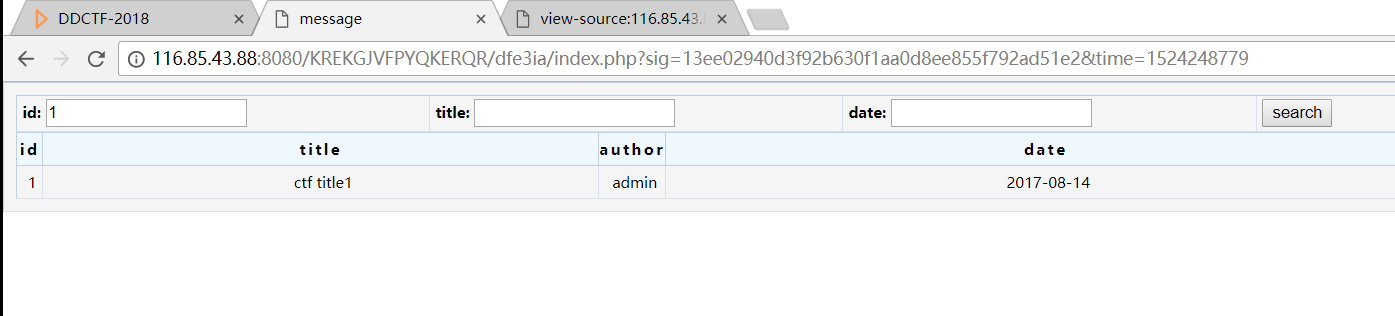 DDCTF-2018 message view-source:116.85.43.
116.85.43.88:8080/KREKGJVFPYQKERQR/dfe3ia/index.php?sig=13ee02940d3f92b630f1aa0d8ee855f792ad51e2&time=1524248779
id: 1 title: date: search
id title author date
1 ctf title1 admin 2017-08-14